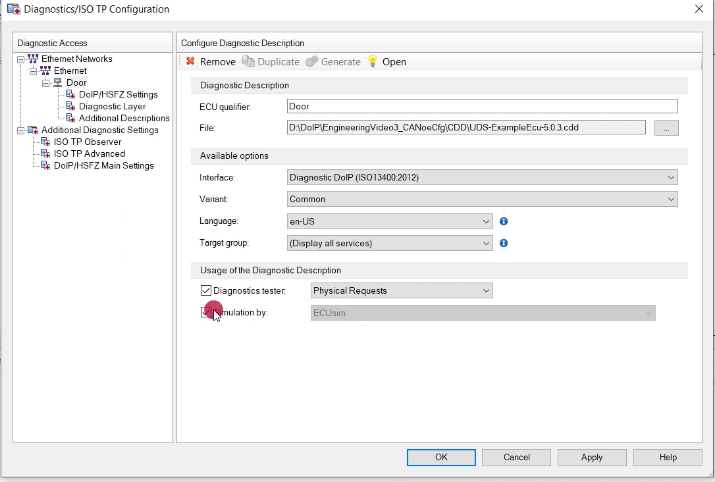 Diagnostics/ISO TP Configuration
Diagnostic Access
Ethernet Networks
Ethernet
Door
DoIP/HSFZ Settings
Diagnostic Layer
Additional Descriptions
Additional Diagnostic Settings
ISO TP Observer
ISO TP Advanced
DoIP/HSFZ Main Settings
Configure Diagnostic Description
Remove Duplicate Generate Open
Diagnostic Description
ECU qualifier: Door
File: D:\DoIP\EngineeringVideo3_CANoeCfg\CDD\UDS-ExampleEcu-5.0.3.cdd ...
Available options
Interface: Diagnostic DoIP (ISO13400:2012)
Variant: Common
Language: en-US
Target group: (Display all services)
Usage of the Diagnostic Description
Diagnostics tester: Physical Requests
mulation by: ECUsim
OK Cancel Apply Help